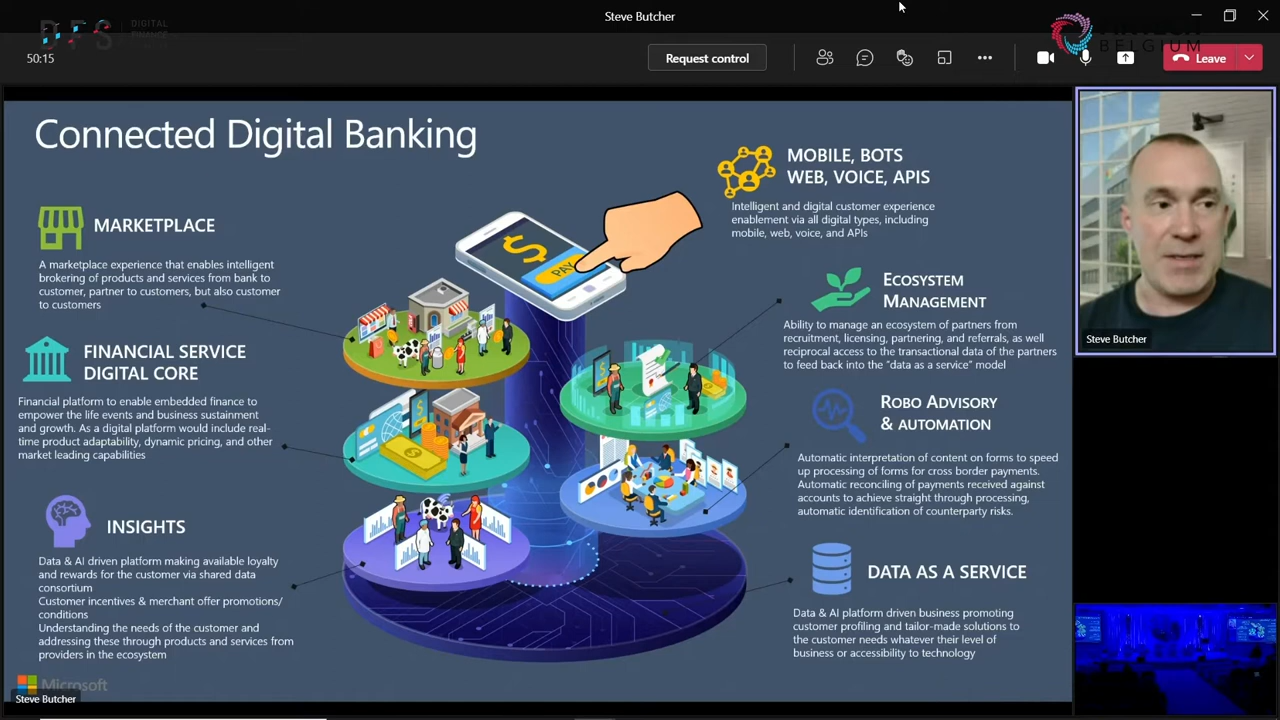 Steve Butcher
DFS DIGITAL
FINANCE
FINTECH
BELGIUM
50:15
Request control
Leave
Connected Digital Banking
MARKETPLACE
A marketplace experience that enables intelligent
brokering of products and services from bank to
customer, partner to customers, but also customer
to customers
FINANCIAL SERVICE
DIGITAL CORE
Financial platform to enable embedded finance to
empower the life events and business sustainment
and growth. As a digital platform would include real-
time product adaptability, dynamic pricing, and other
market leading capabilities
INSIGHTS
Data & AI driven platform making available loyalty
and rewards for the customer via shared data
consortium
Customer incentives & merchant offer promotions/
conditions
Understanding the needs of the customer and
addressing these through products and services from
providers in the ecosystem
$
PAY
MOBILE, BOTS
WEB, VOICE, APIS
Intelligent and digital customer experience
enablement via all digital types, including
mobile, web, voice, and APIs
ECOSYSTEM
MANAGEMENT
Ability to manage an ecosystem of partners from
recruitment, licensing, partnering, and referrals, as well
reciprocal access to the transactional data of the partners
to feed back into the “data as a service” model
ROBO ADVISORY
& AUTOMATION
Automatic interpretation of content on forms to speed
up processing of forms for cross border payments.
Automatic reconciling of payments received against
accounts to achieve straight through processing,
automatic identification of counterparty risks.
DATA AS A SERVICE
Data & AI platform driven business promoting
customer profiling and tailor-made solutions to
the customer needs whatever their level of
business or accessibility to technology
Microsoft
Steve Butcher
Steve Butcher